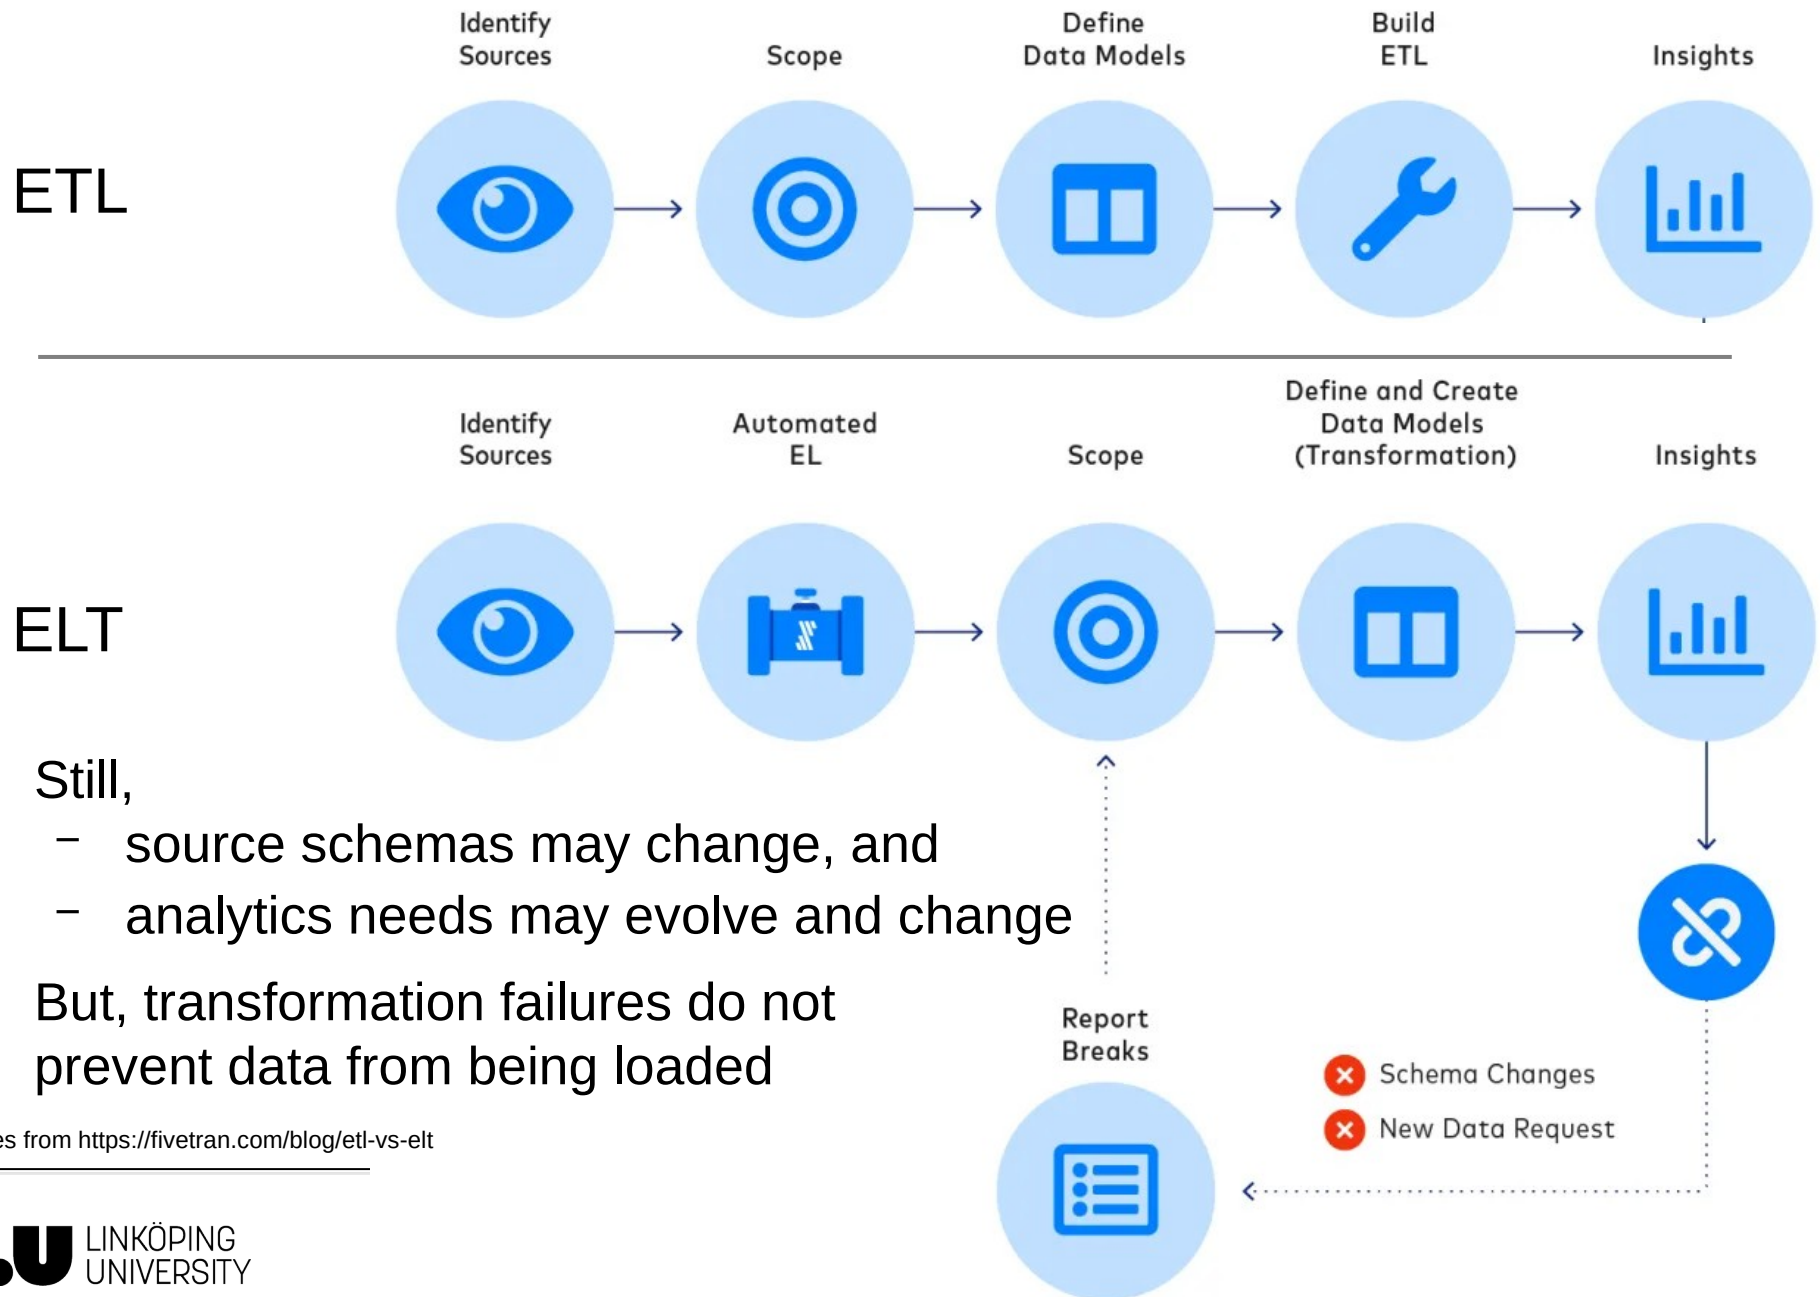 Identify
Sources
Scope
Define
Data Models
Build
ETL
Insights
ETL
Identify
Sources
Automated
EL
Scope
Define and Create
Data Models
(Transformation)
Insights
ELT
Still,
– source schemas may change, and
– analytics needs may evolve and change
But, transformation failures do not
prevent data from being loaded
Report
Breaks
Schema Changes
New Data Request
from https://fivetran.com/blog/etl-vs-elt
LINKÖPING
UNIVERSITY